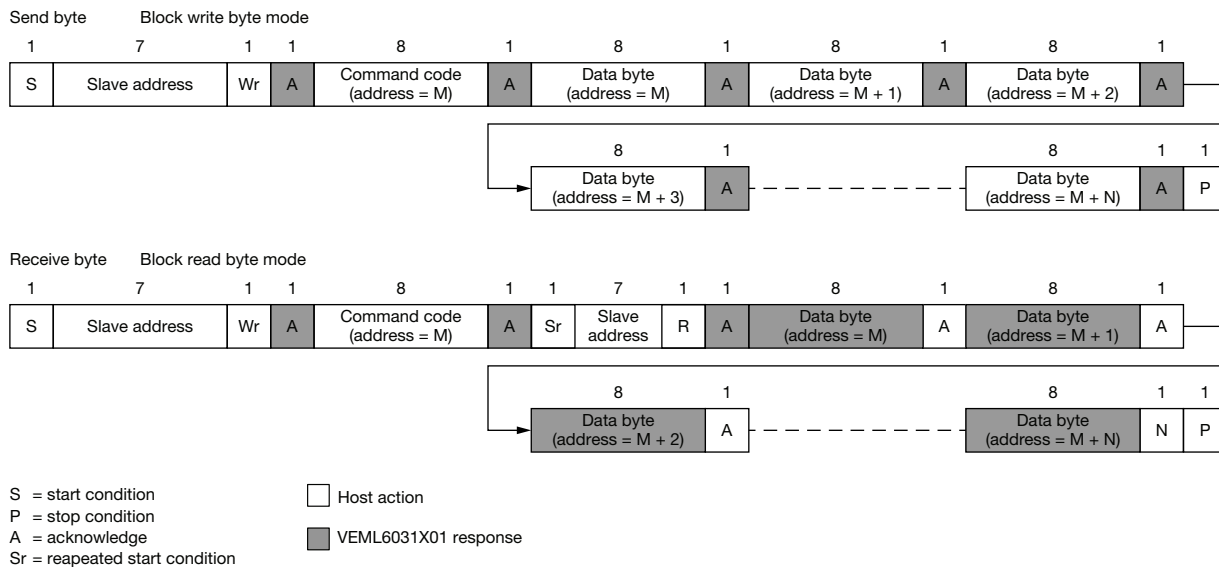 Send byte Block write byte mode
1 7 1 1 8 1 8 1 8 1 8 1
S Slave address Wr A Command code A Data byte A Data byte A Data byte A
(address = M) (address = M) (address = M + 1) (address = M + 2)
8 1 8 1 1
Data byte A Data byte A P
(address = M + 3) (address = M + N)
Receive byte Block read byte mode
1 7 1 1 8 1 1 7 1 1 8 1 8 1
S Slave address Wr A Command code A Sr Slave R A Data byte A Data byte A
(address = M) address (address = M) (address = M + 1)
8 1 8 1 1
Data byte A Data byte N P
(address = M + 2) (address = M + N)
S = start condition
P = stop condition
A = acknowledge
Sr = reapeated start condition
Host action
VEML6031X01 response